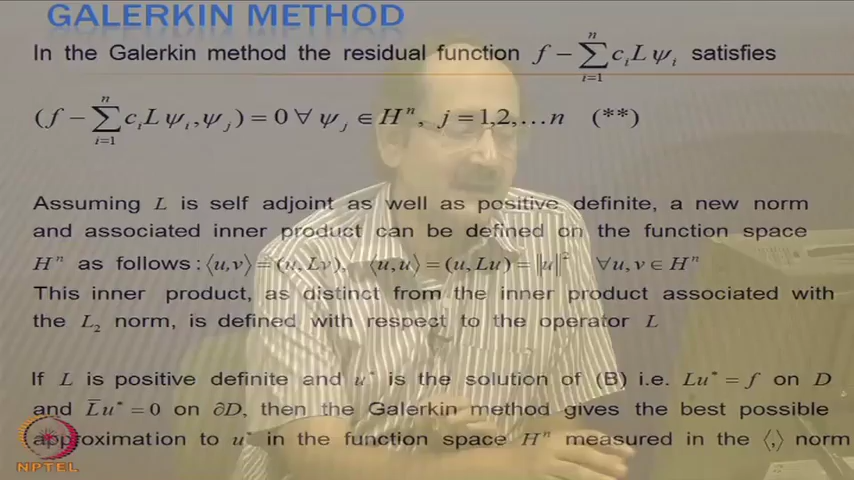 GALERKIN METHOD
In the Galerkin method the residual function f − ∑_{i=1}^{n} c_i L ψ_i satisfies
(f − ∑_{i=1}^{n} c_i L ψ_i, ψ_j) = 0 ∀ ψ_j ∈ H^n, j = 1,2,…n (**)
Assuming L is self adjoint as well as positive definite, a new norm
and associated inner product can be defined on the function space
H^n as follows: ⟨u,v⟩ = (u, Lv), ⟨u,u⟩ = (u, Lu) = ‖u‖² ∀u, v ∈ H^n
This inner product, as distinct from the inner product associated with
the L_2 norm, is defined with respect to the operator L
If L is positive definite and u* is the solution of (B) i.e. Lu* = f on D
and L̄u* = 0 on ∂D, then the Galerkin method gives the best possible
approximation to u* in the function space H^n measured in the ⟨,⟩ norm
NPTEL